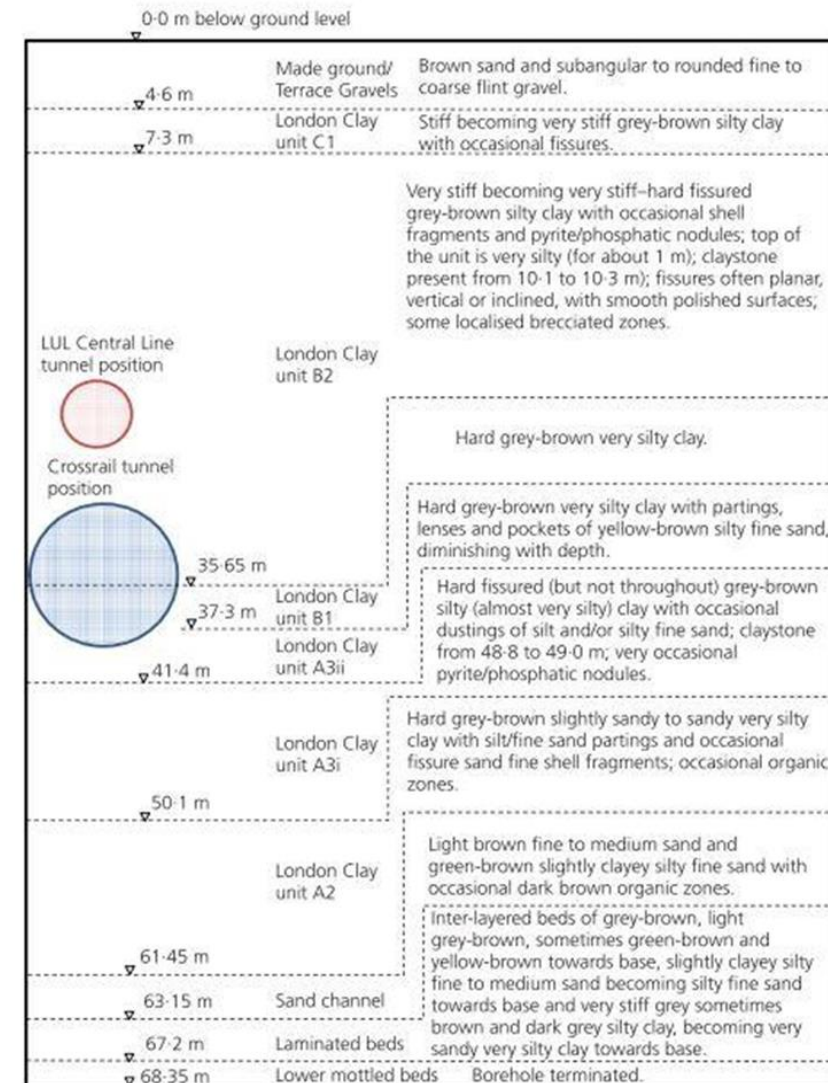 0·0 m below ground level
Made ground/
Terrace Gravels
Brown sand and subangular to rounded fine to
coarse flint gravel.
4·6 m
London Clay
unit C1
Stiff becoming very stiff grey-brown silty clay
with occasional fissures.
7·3 m
Very stiff becoming very stiff–hard fissured
grey-brown silty clay with occasional shell
fragments and pyrite/phosphatic nodules; top of
the unit is very silty (for about 1 m); claystone
present from 10·1 to 10·3 m); fissures often planar,
vertical or inclined, with smooth polished surfaces;
some localised brecciated zones.
LUL Central Line
tunnel position
London Clay
unit B2
Hard grey-brown very silty clay.
Crossrail tunnel
position
Hard grey-brown very silty clay with partings,
lenses and pockets of yellow-brown silty fine sand,
diminishing with depth.
35·65 m
London Clay
unit B1
37·3 m
Hard fissured (but not throughout) grey-brown
silty (almost very silty) clay with occasional
dustings of silt and/or silty fine sand; claystone
from 48·8 to 49·0 m; very occasional
pyrite/phosphatic nodules.
London Clay
unit A3ii
41·4 m
Hard grey-brown slightly sandy to sandy very silty
clay with silt/fine sand partings and occasional
fissure sand fine shell fragments; occasional organic
zones.
London Clay
unit A3i
50·1 m
Light brown fine to medium sand and
green-brown slightly clayey silty fine sand with
occasional dark brown organic zones.
London Clay
unit A2
Inter-layered beds of grey-brown, light
grey-brown, sometimes green-brown and
yellow-brown towards base, slightly clayey silty
fine to medium sand becoming silty fine sand
towards base and very stiff grey sometimes
brown and dark grey silty clay, becoming very
sandy very silty clay towards base.
61·45 m
63·15 m
Sand channel
67·2 m
Laminated beds
68·35 m
Lower mottled beds
Borehole terminated.